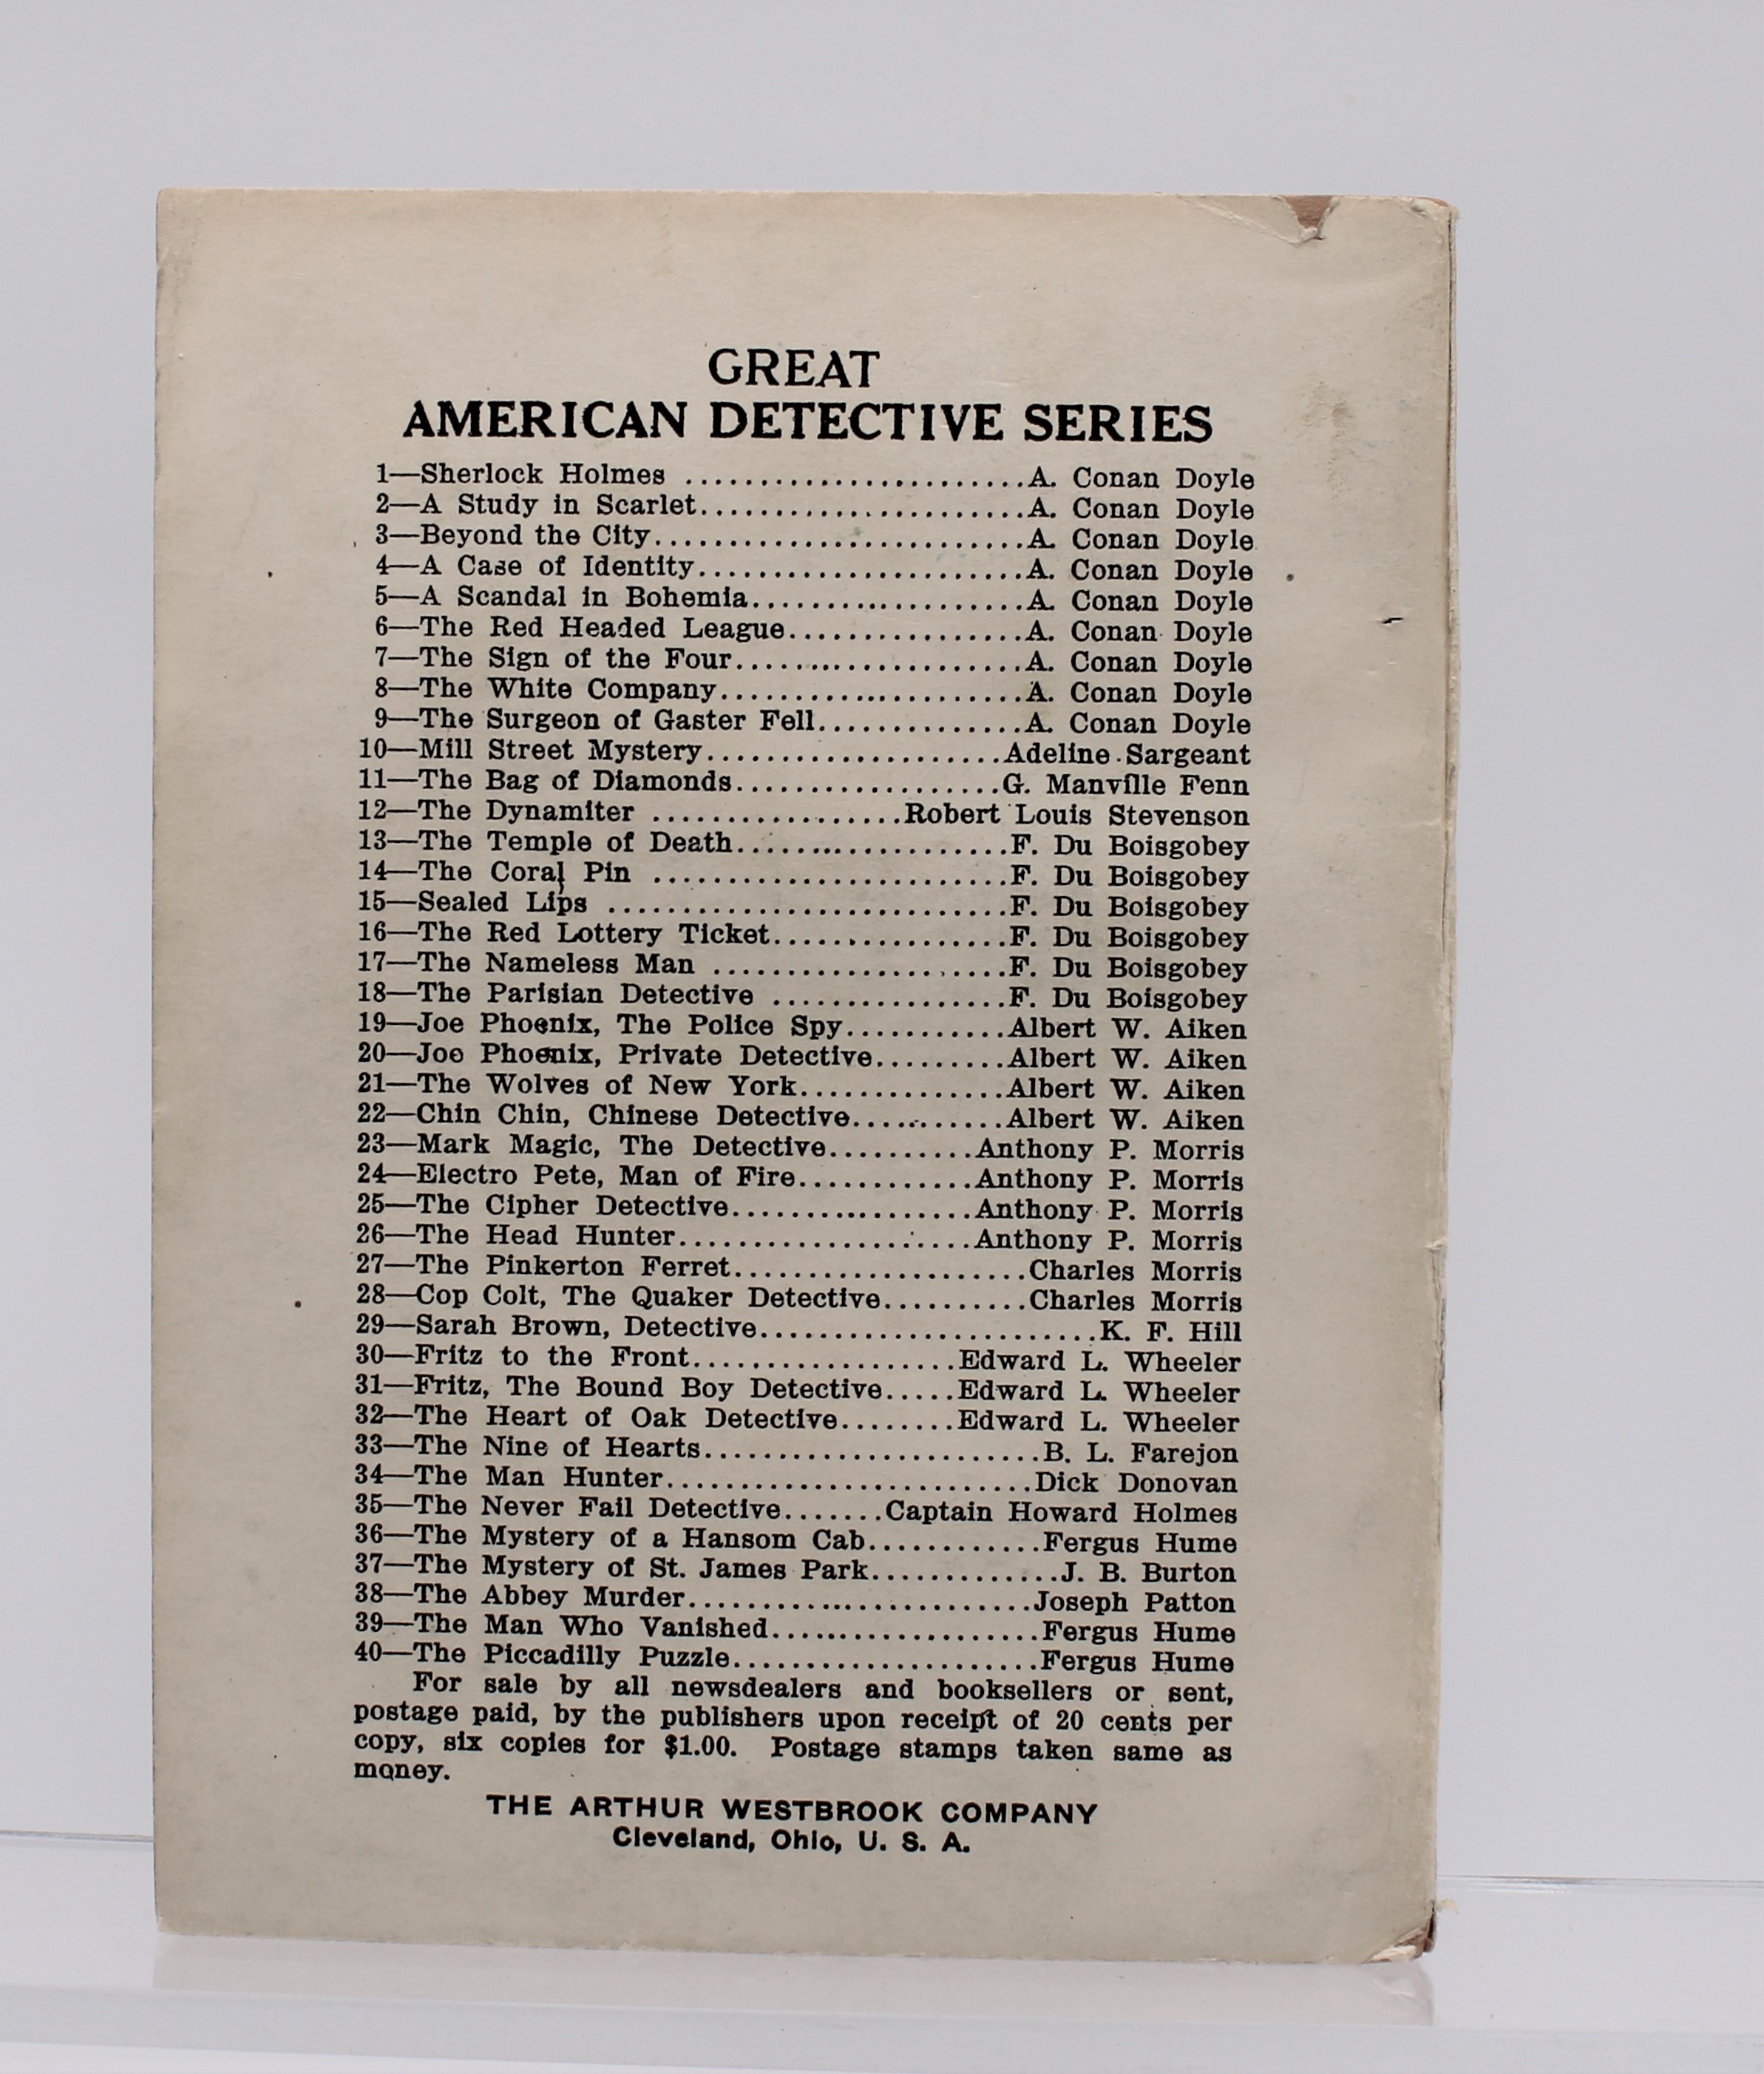 GREAT
AMERICAN DETECTIVE SERIES
1—Sherlock Holmes ........................A. Conan Doyle
2—A Study in Scarlet.......................A. Conan Doyle
3—Beyond the City..........................A. Conan Doyle
4—A Case of Identity.......................A. Conan Doyle
5—A Scandal in Bohemia...................A. Conan Doyle
6—The Red Headed League................A. Conan Doyle
7—The Sign of the Four....................A. Conan Doyle
8—The White Company.....................A. Conan Doyle
9—The Surgeon of Gaster Fell..............A. Conan Doyle
10—Mill Street Mystery....................Adeline Sargeant
11—The Bag of Diamonds..................G. Manville Fenn
12—The Dynamiter .................Robert Louis Stevenson
13—The Temple of Death...................F. Du Boisgobey
14—The Coral Pin ........................F. Du Boisgobey
15—Sealed Lips ...........................F. Du Boisgobey
16—The Red Lottery Ticket................F. Du Boisgobey
17—The Nameless Man ....................F. Du Boisgobey
18—The Parisian Detective ................F. Du Boisgobey
19—Joe Phoenix, The Police Spy...........Albert W. Aiken
20—Joe Phoenix, Private Detective.........Albert W. Aiken
21—The Wolves of New York..............Albert W. Aiken
22—Chin Chin, Chinese Detective..........Albert W. Aiken
23—Mark Magic, The Detective..........Anthony P. Morris
24—Electro Pete, Man of Fire............Anthony P. Morris
25—The Cipher Detective.................Anthony P. Morris
26—The Head Hunter....................Anthony P. Morris
27—The Pinkerton Ferret....................Charles Morris
28—Cop Colt, The Quaker Detective..........Charles Morris
29—Sarah Brown, Detective.......................K. F. Hill
30—Fritz to the Front..................Edward L. Wheeler
31—Fritz, The Bound Boy Detective.....Edward L. Wheeler
32—The Heart of Oak Detective........Edward L. Wheeler
33—The Nine of Hearts.......................B. L. Farejon
34—The Man Hunter.........................Dick Donovan
35—The Never Fail Detective.......Captain Howard Holmes
36—The Mystery of a Hansom Cab............Fergus Hume
37—The Mystery of St. James Park.............J. B. Burton
38—The Abbey Murder........................Joseph Patton
39—The Man Who Vanished...................Fergus Hume
40—The Piccadilly Puzzle.....................Fergus Hume
For sale by all newsdealers and booksellers or sent,
postage paid, by the publishers upon receipt of 20 cents per
copy, six copies for $1.00. Postage stamps taken same as
money.
THE ARTHUR WESTBROOK COMPANY
Cleveland, Ohio, U. S. A.